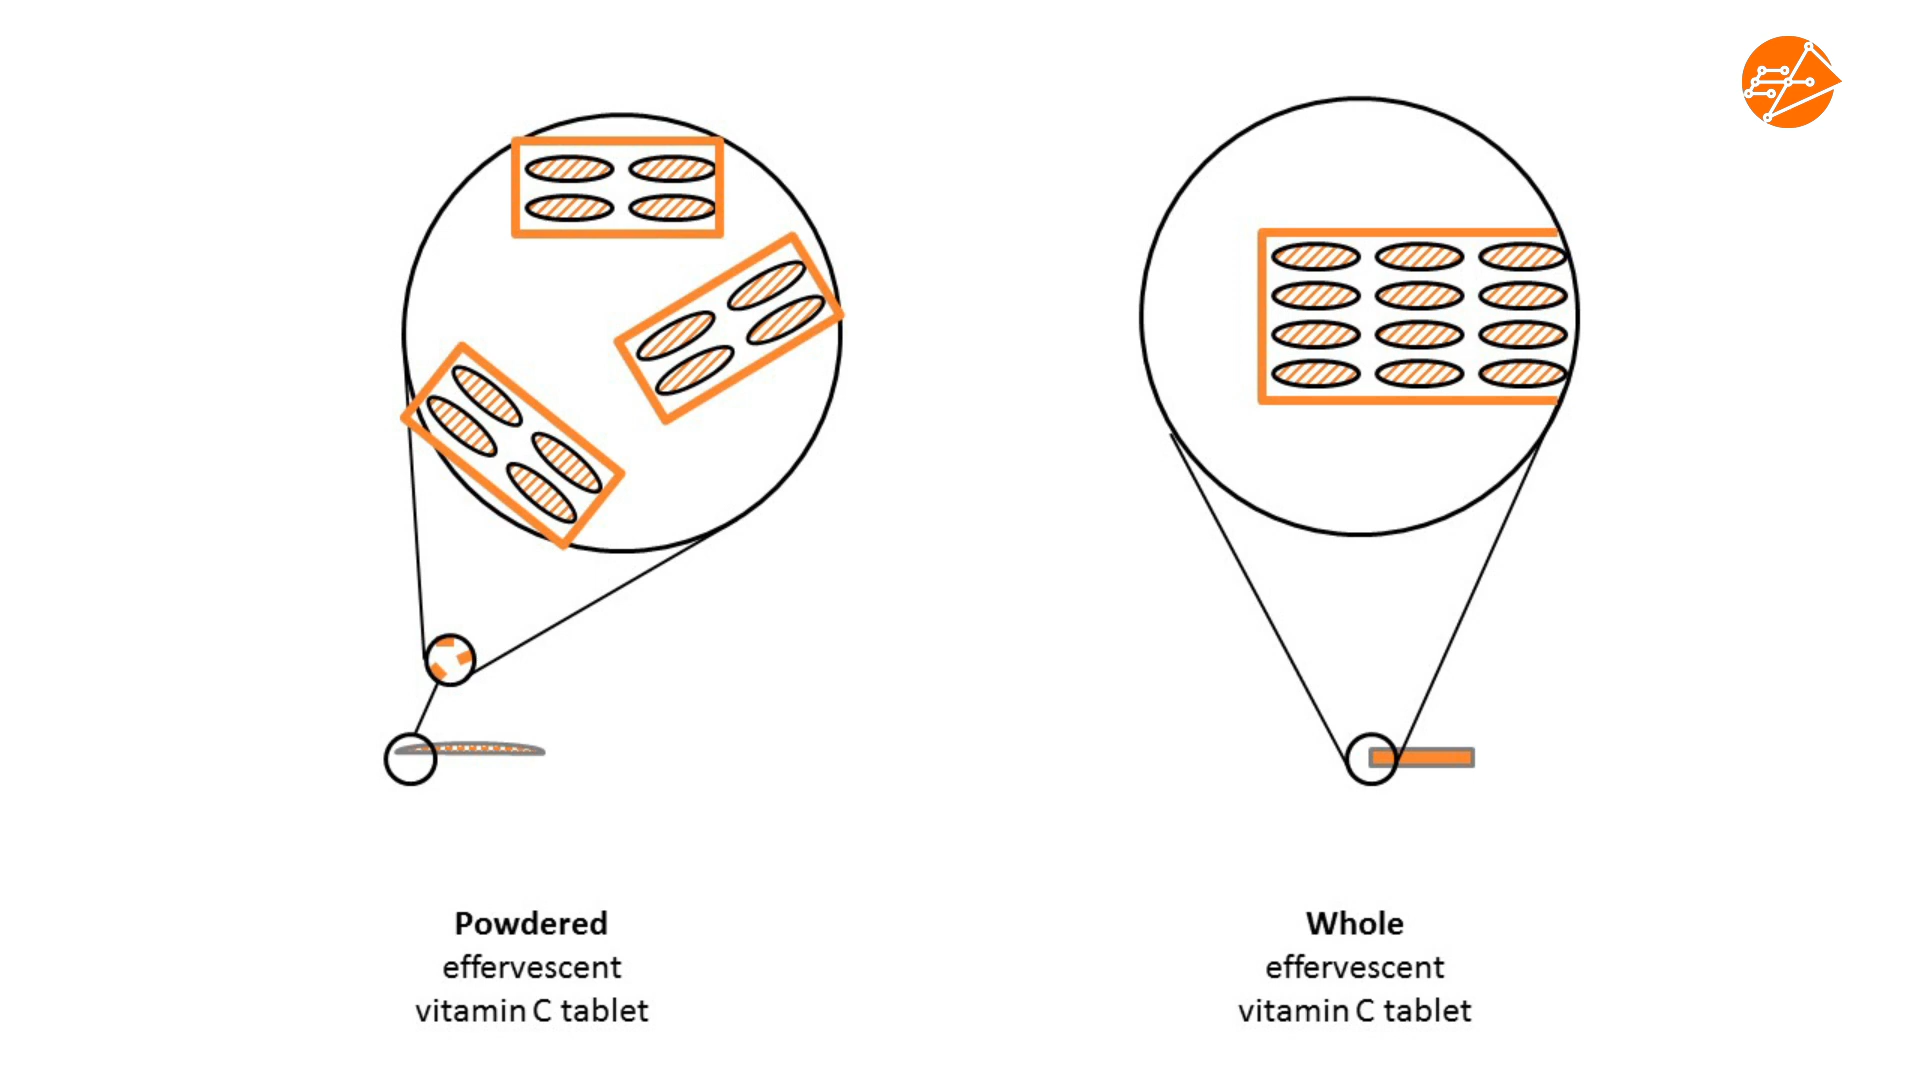 Powdered
effervescent
vitamin C tablet
Whole
effervescent
vitamin C tablet